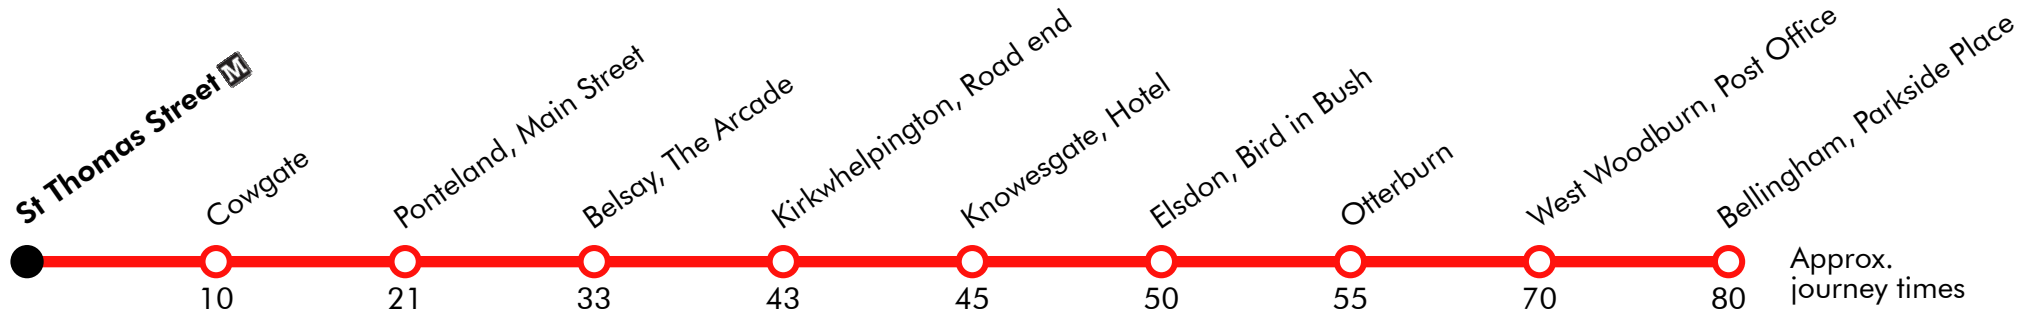 St Thomas Street M
Cowgate
Ponteland, Main Street
Belsay, The Arcade
Kirkwhelpington, Road end
Knowesgate, Hotel
Elsdon, Bird in Bush
Otterburn
West Woodburn, Post Office
Bellingham, Parkside Place
10 21 33 43 45 50 55 70 80
Approx.
journey times